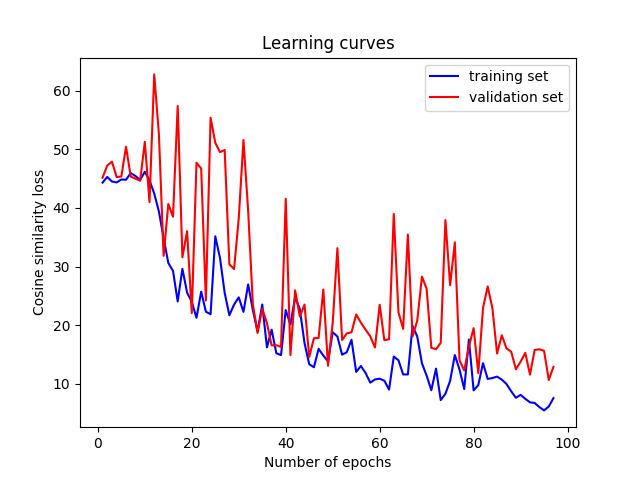 Learning curves
training set
validation set
60
50
40
30
20
10
Cosine similarity loss
0 20 40 60 80 100
Number of epochs